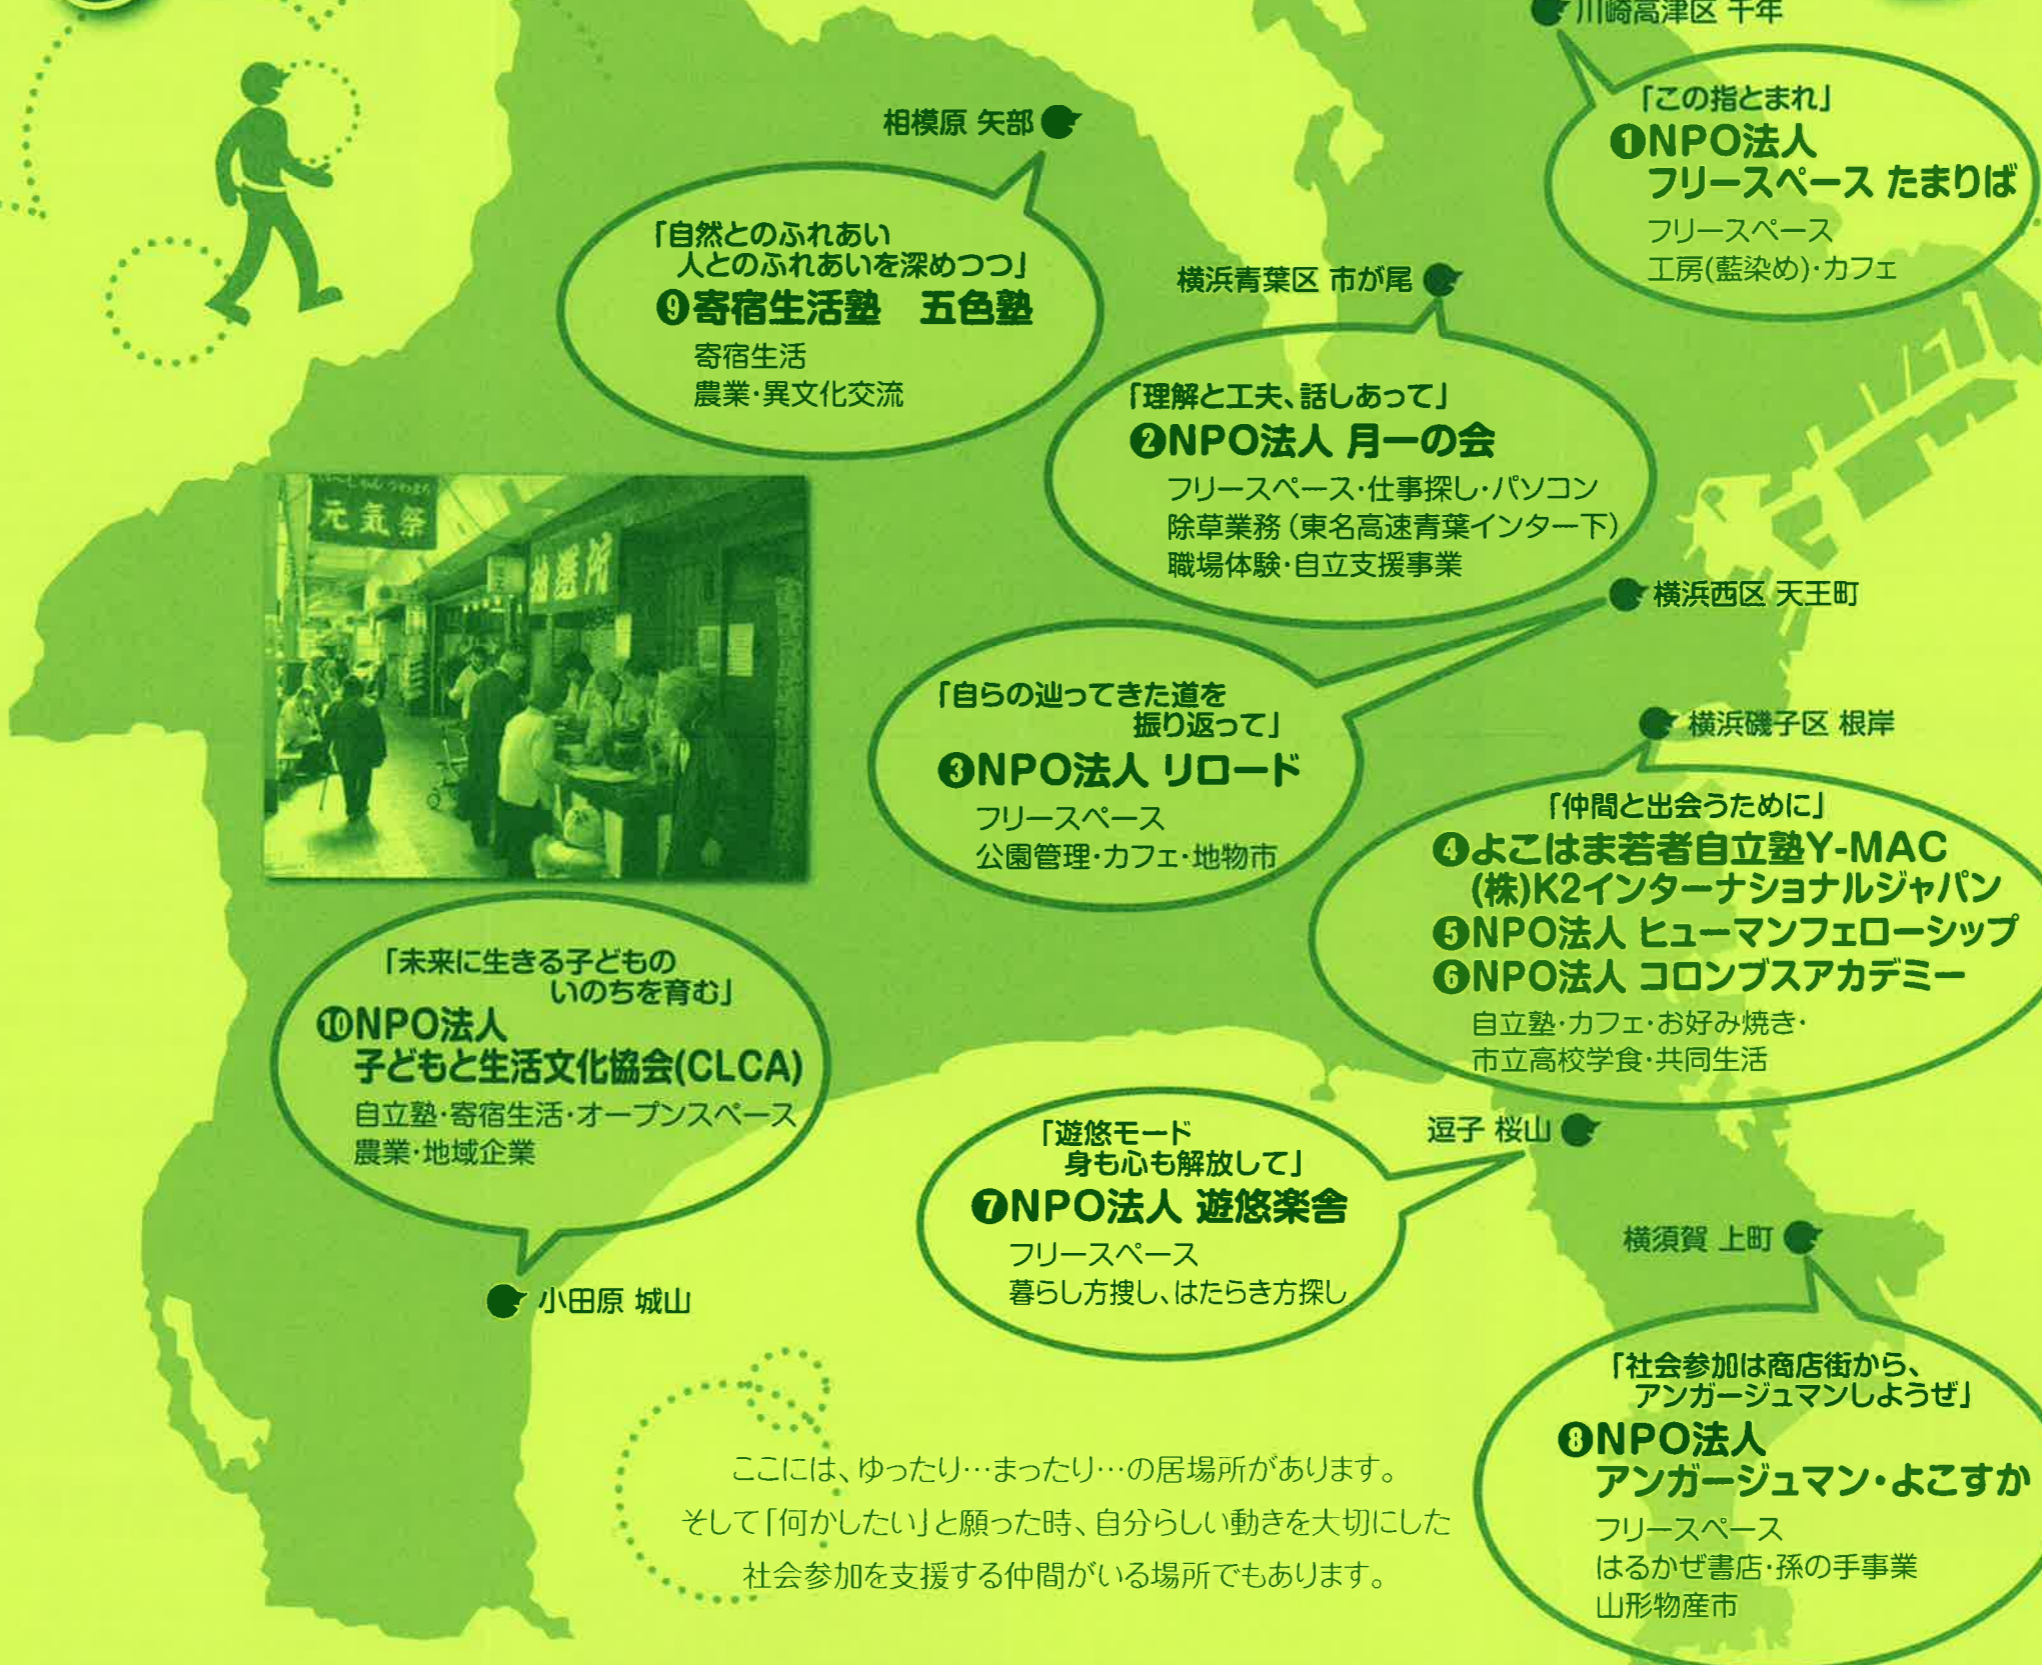 川崎高津区 千年
「この指とまれ」
❶NPO法人
フリースペース たまりば
フリースペース
工房(藍染め)・カフェ
相模原 矢部
「自然とのふれあい
人とのふれあいを深めつつ」
❾寄宿生活塾　五色塾
寄宿生活
農業・異文化交流
横浜青葉区 市が尾
「理解と工夫、話しあって」
❷NPO法人 月一の会
フリースペース・仕事探し・パソコン
除草業務（東名高速青葉インター下）
職場体験・自立支援事業
元気祭
抽選所
横浜西区 天王町
「自らの辿ってきた道を
振り返って」
❸NPO法人 リロード
フリースペース
公園管理・カフェ・地物市
横浜磯子区 根岸
「仲間と出会うために」
❹よこはま若者自立塾Y-MAC
(株)K2インターナショナルジャパン
❺NPO法人 ヒューマンフェローシップ
❻NPO法人 コロンブスアカデミー
自立塾・カフェ・お好み焼き・
市立高校学食・共同生活
「未来に生きる子どもの
いのちを育む」
❿NPO法人
子どもと生活文化協会(CLCA)
自立塾・寄宿生活・オープンスペース
農業・地域企業
小田原 城山
逗子 桜山
「遊悠モード
身も心も解放して」
❼NPO法人 遊悠楽舎
フリースペース
暮らし方捜し、はたらき方探し
横須賀 上町
「社会参加は商店街から、
アンガージュマンしようぜ」
❽NPO法人
アンガージュマン・よこすか
フリースペース
はるかぜ書店・孫の手事業
山形物産市
ここには、ゆったり…まったり…の居場所があります。
そして「何かしたい」と願った時、自分らしい動きを大切にした
社会参加を支援する仲間がいる場所でもあります。